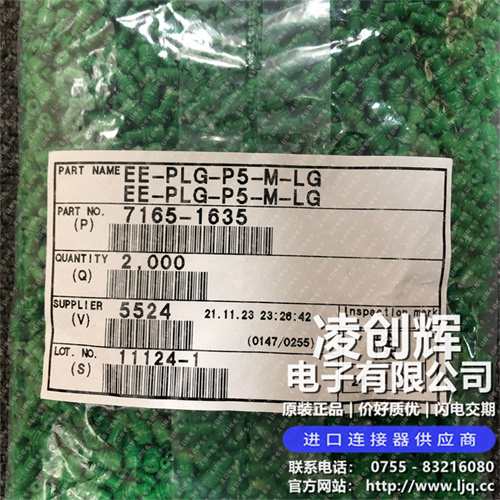 PART NAME EE-PLG-P5-M-LG
EE-PLG-P5-M-LG
PART NO. 7165-1635
(P)
QUANTITY 2,000
(Q)
SUPPLIER 5524 21.11.23 23:26:42 Inspection mark
(V) (0147/0255)
LOT. NO. 11124-1
(S)
凌创辉
电子有限公司
原装正品 | 价好质优 | 闪电交期
进口连接器供应商
联系电话: 0755 - 83216080
官方网站: http://www.ljq.cc